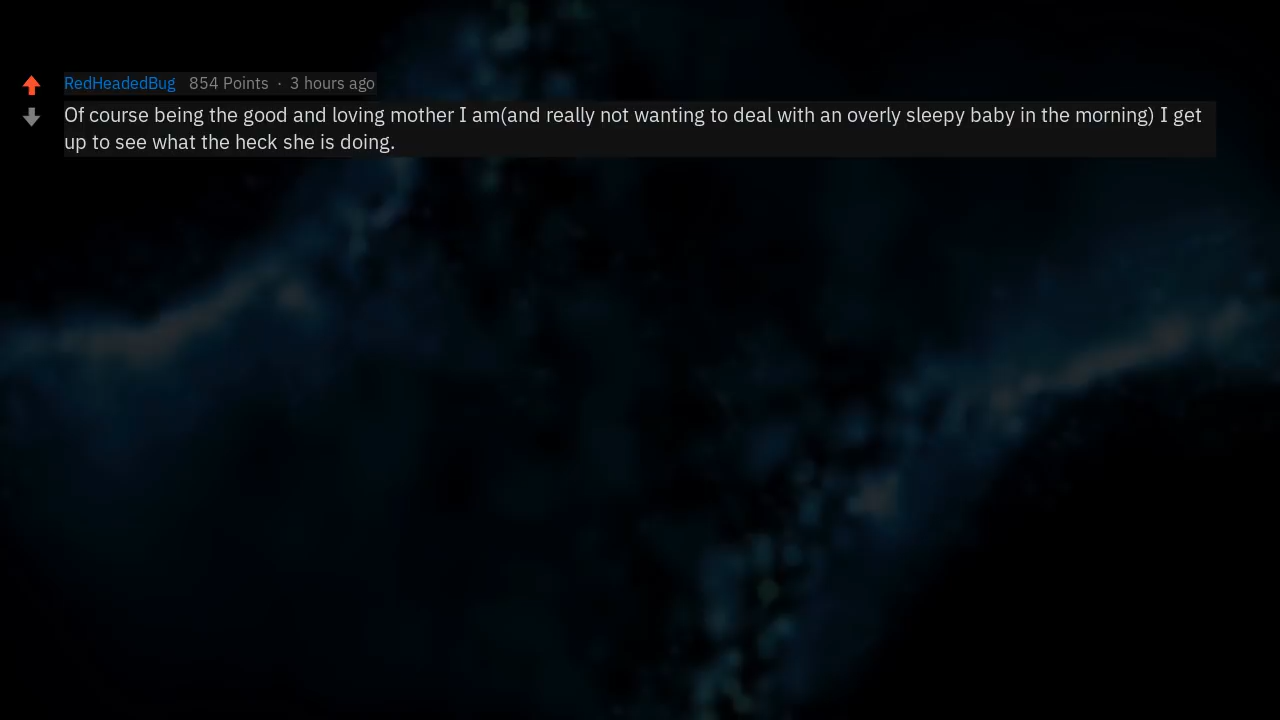 RedHeadedBug 854 Points · 3 hours ago
Of course being the good and loving mother I am(and really not wanting to deal with an overly sleepy baby in the morning) I get
up to see what the heck she is doing.